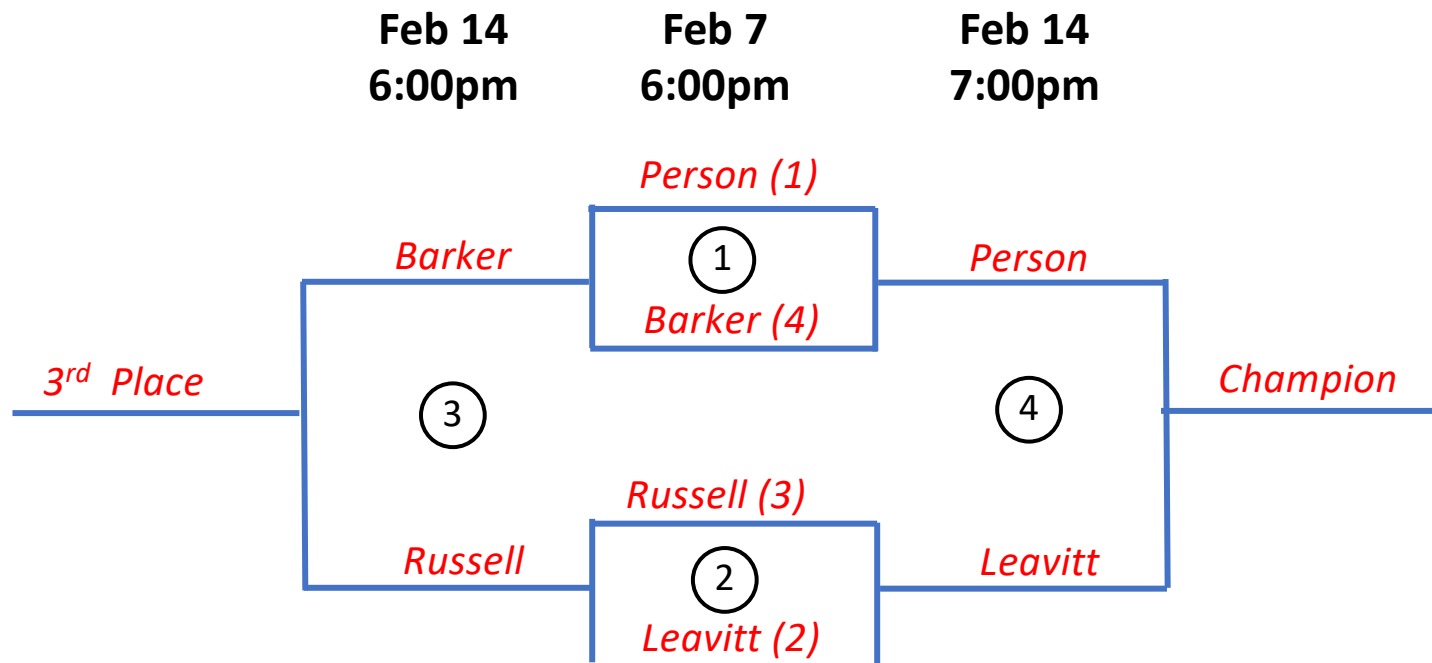 Feb 14 Feb 7 Feb 14
6:00pm 6:00pm 7:00pm
Person (1)
Barker 1 Person
Barker (4)
3rd Place Champion
3 4
Russell (3)
Russell 2 Leavitt
Leavitt (2)